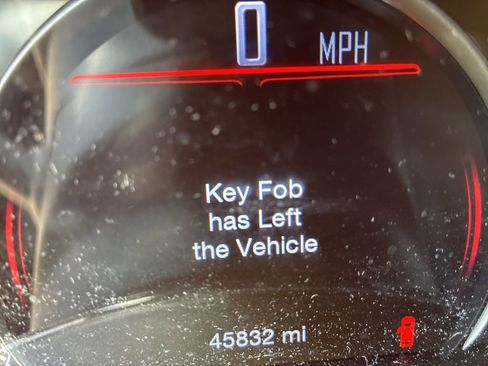 0 MPH
Key Fob
has Left
the Vehicle
45832 mi